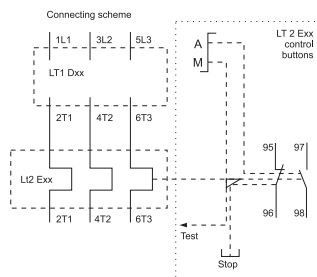 Connecting scheme
LT 2 Exx
control
buttons
1L1 3L2 5L3
A
M
LT1 Dxx
2T1 4T2 6T3
95 97
Lt2 Exx
2T1 4T2 6T3
96 98
Test
Stop